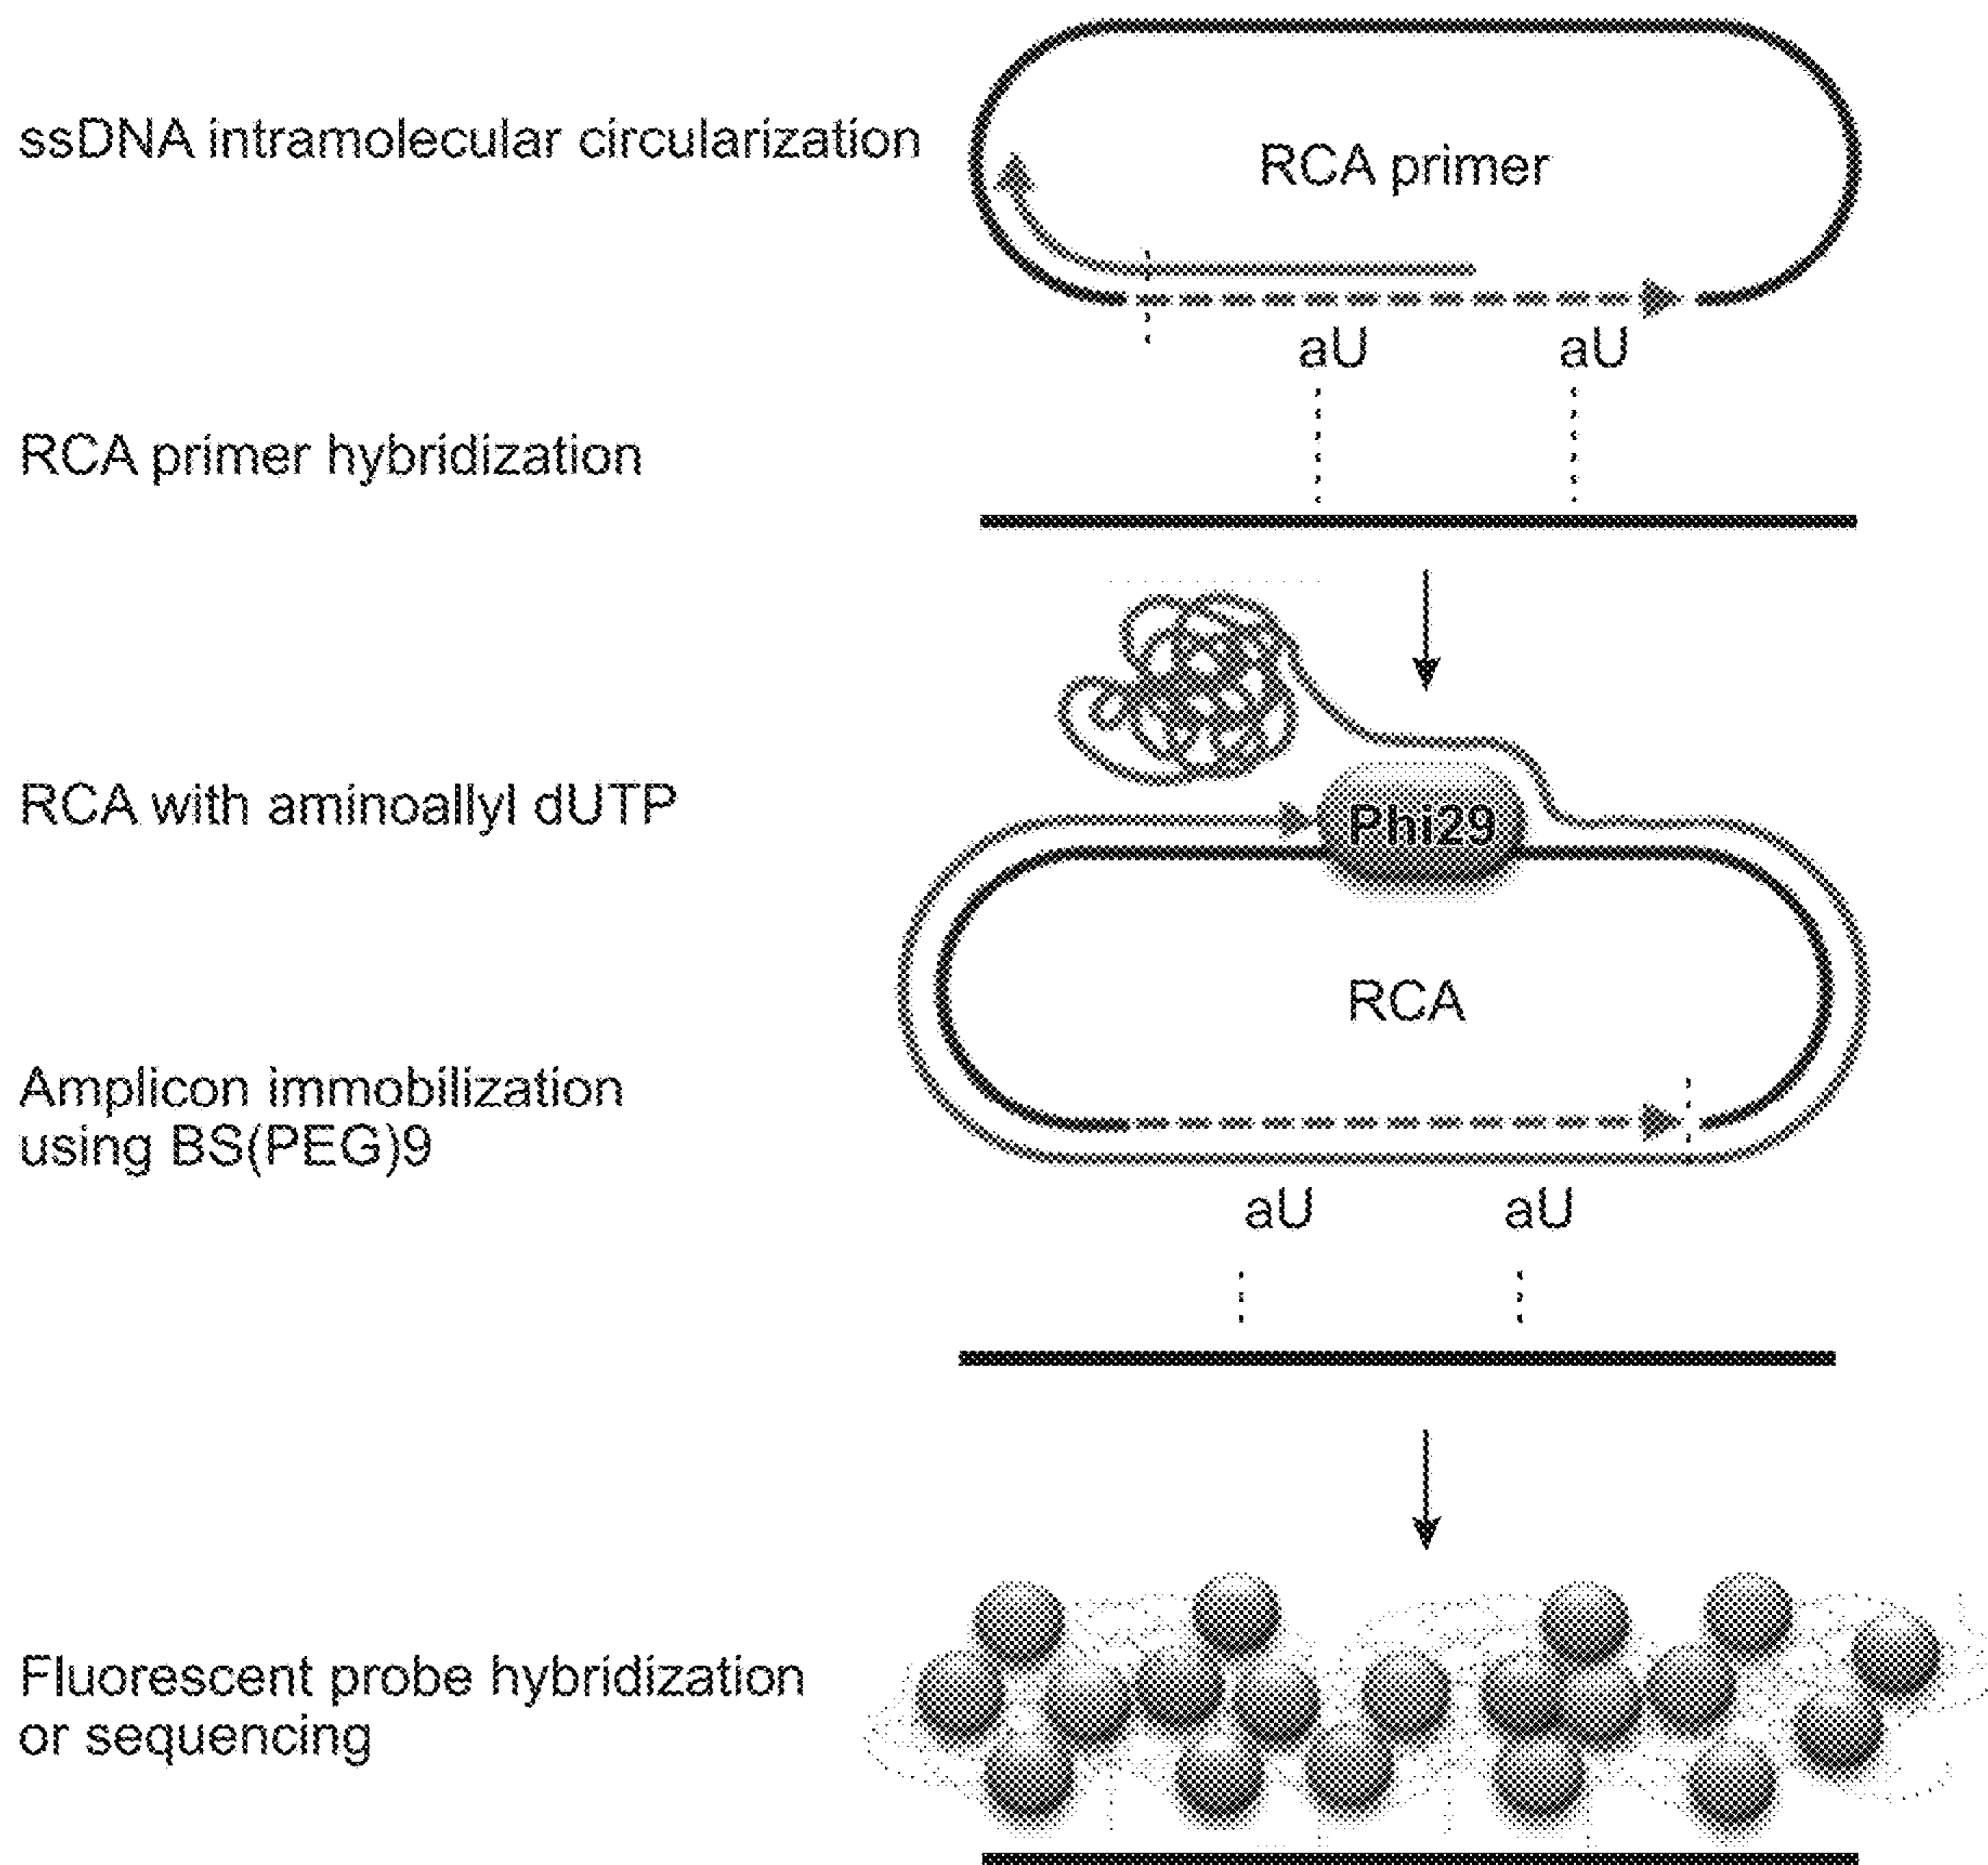 ssDNA intramolecular circularization
RCA primer
aU aU
RCA primer hybridization
RCA with aminoallyl dUTP
Phi29
RCA
Amplicon immobilization
using BS(PEG)9
aU aU
Fluorescent probe hybridization
or sequencing